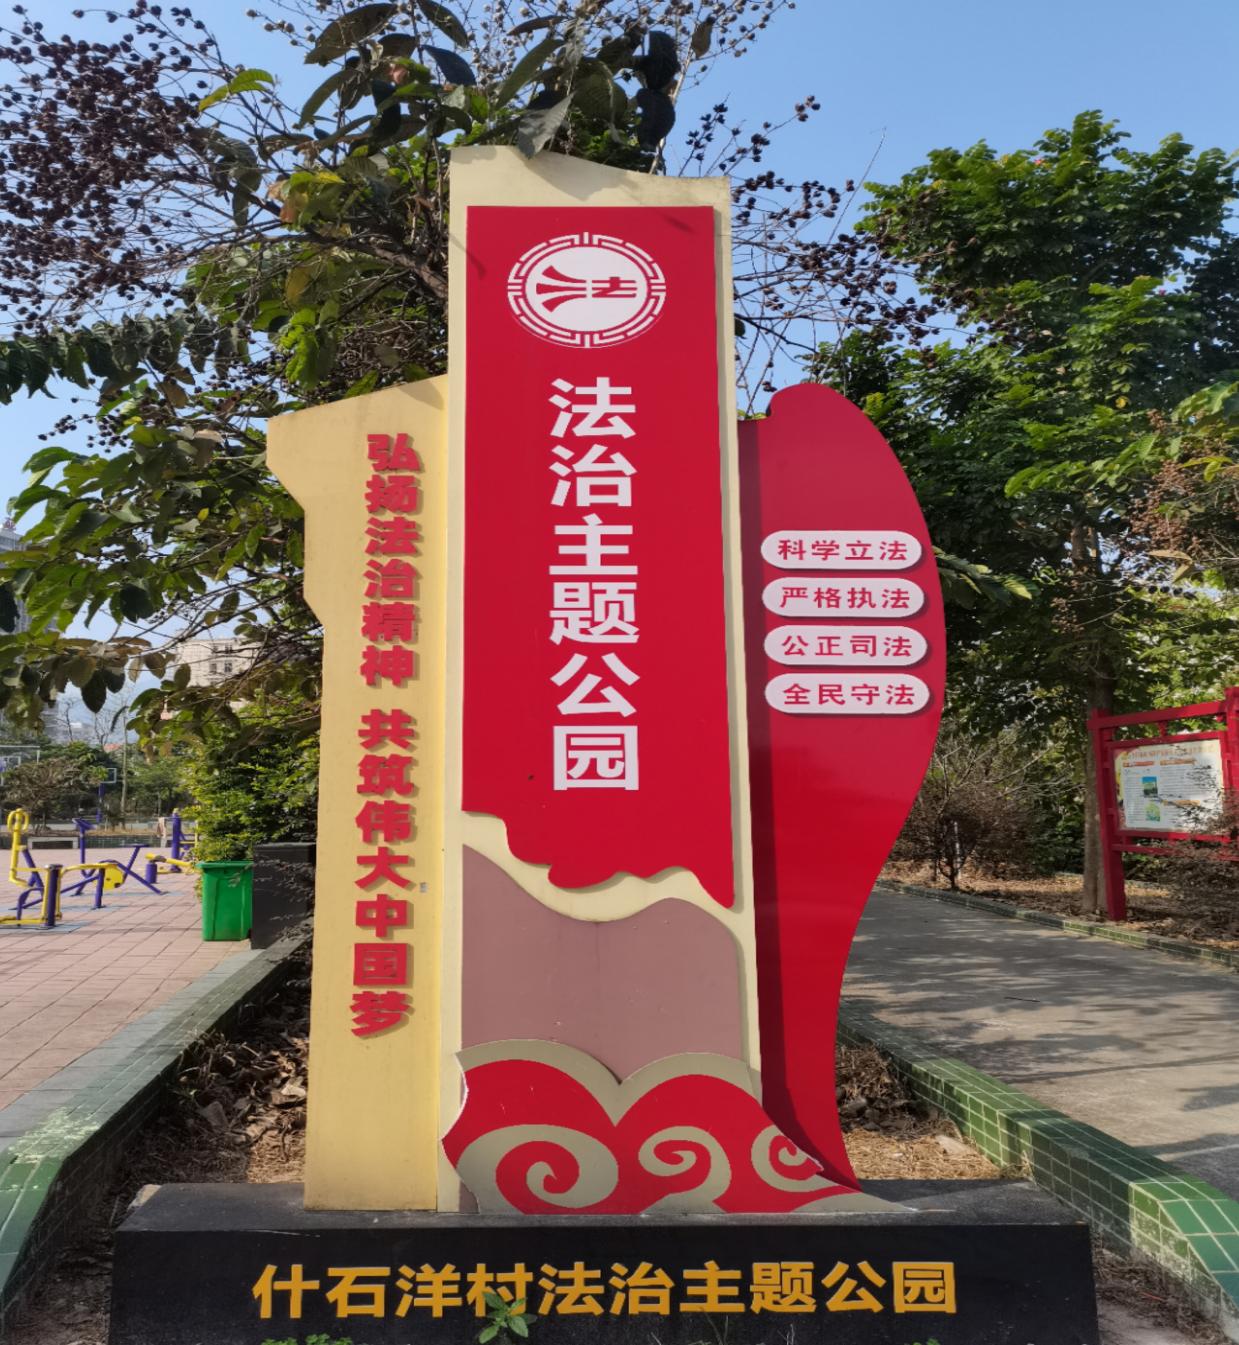 法
法治主题公园
弘扬法治精神 共筑伟大中国梦
科学立法
严格执法
公正司法
全民守法
什石洋村法治主题公园